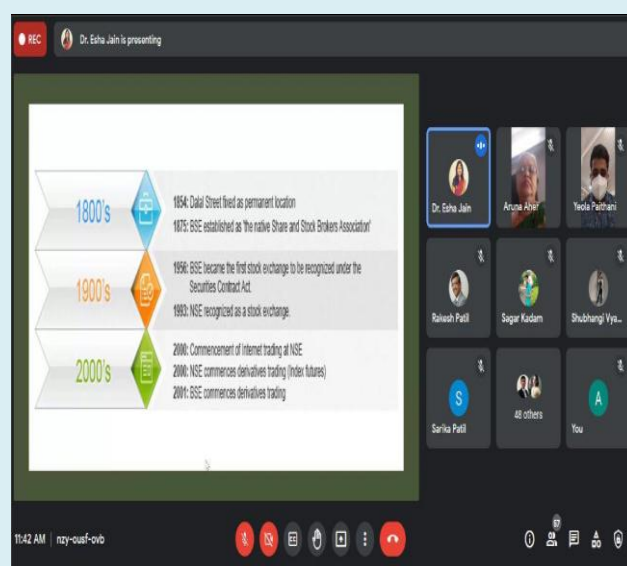 REC
Dr. Esha Jain is presenting
1800's
1854: Dalal Street fixed as permanent location
1875: BSE established as 'the native Share and Stock Brokers Association'
1900's
1956: BSE became the first stock exchange to be recognized under the
Securities Contract Act.
1993: NSE recognized as a stock exchange.
2000's
2000: Commencement of Internet trading at NSE
2000: NSE commences derivatives trading (Index futures)
2001: BSE commences derivatives trading
Dr. Esha Jain
Aruna Aher
Yeola Paithani
Rakesh Patil
Sagar Kadam
Shubhangi Vya...
S
Sarika Patil
48 others
A
You
11:42 AM | nzy-ousf-ovb
57